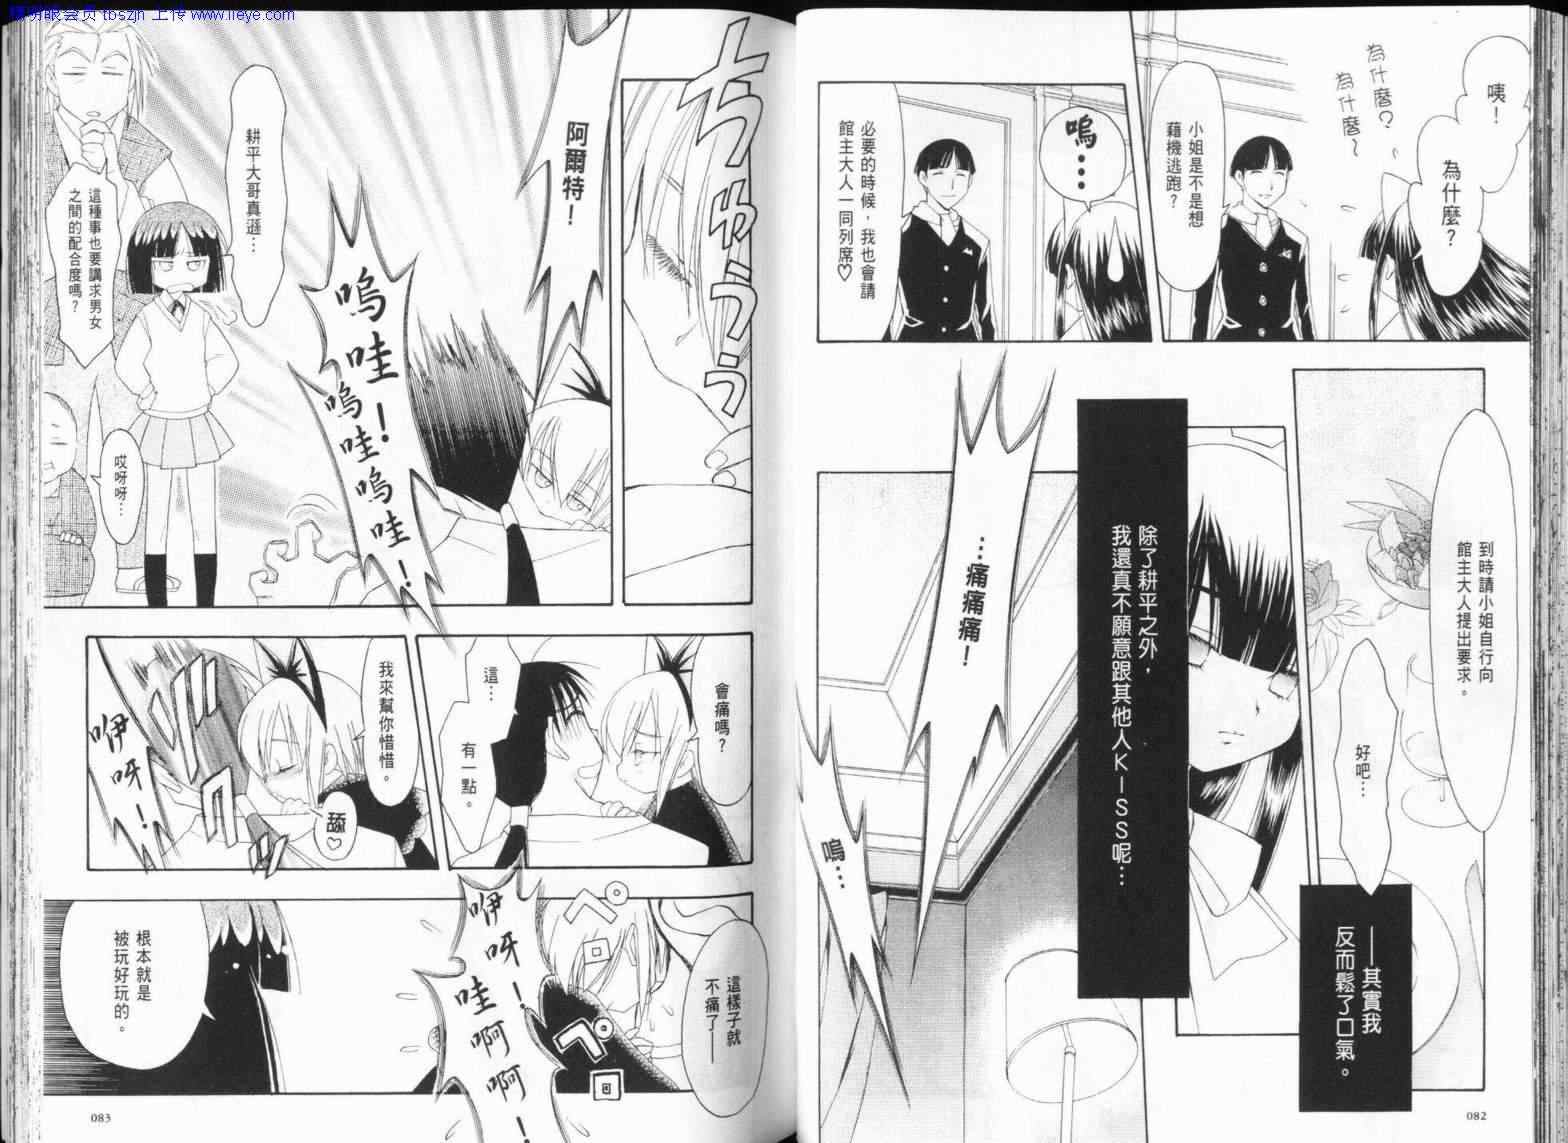 曉明眼会员 tbszjn 上传 www.iieye.com
咦！
為什麼？
為什麼？
為什麼～
小姐是不是想
藉機逃跑？
嗚…
必要的時候，我也會請
館主大人一同列席♡
到時請小姐自行向
館主大人提出要求。
好吧…
——其實我
反而鬆了口氣。
除了耕平之外，
我還真不願意跟其他人KISS呢…
…痛痛痛！
嗚…
082
ちゅううう
阿爾特！
嗚哇！
嗚哇嗚哇！
耕平大哥真遜…
這種事也要講求男女
之間的配合度嗎？
哎呀呀…
會痛嗎？
這…
有一點。
我來幫你惜惜。
舔♡
咿呀！
這樣子就
不痛了——
ペロ
ペロ
咿呀！
哇啊啊！
根本就是
被玩好玩的。
083